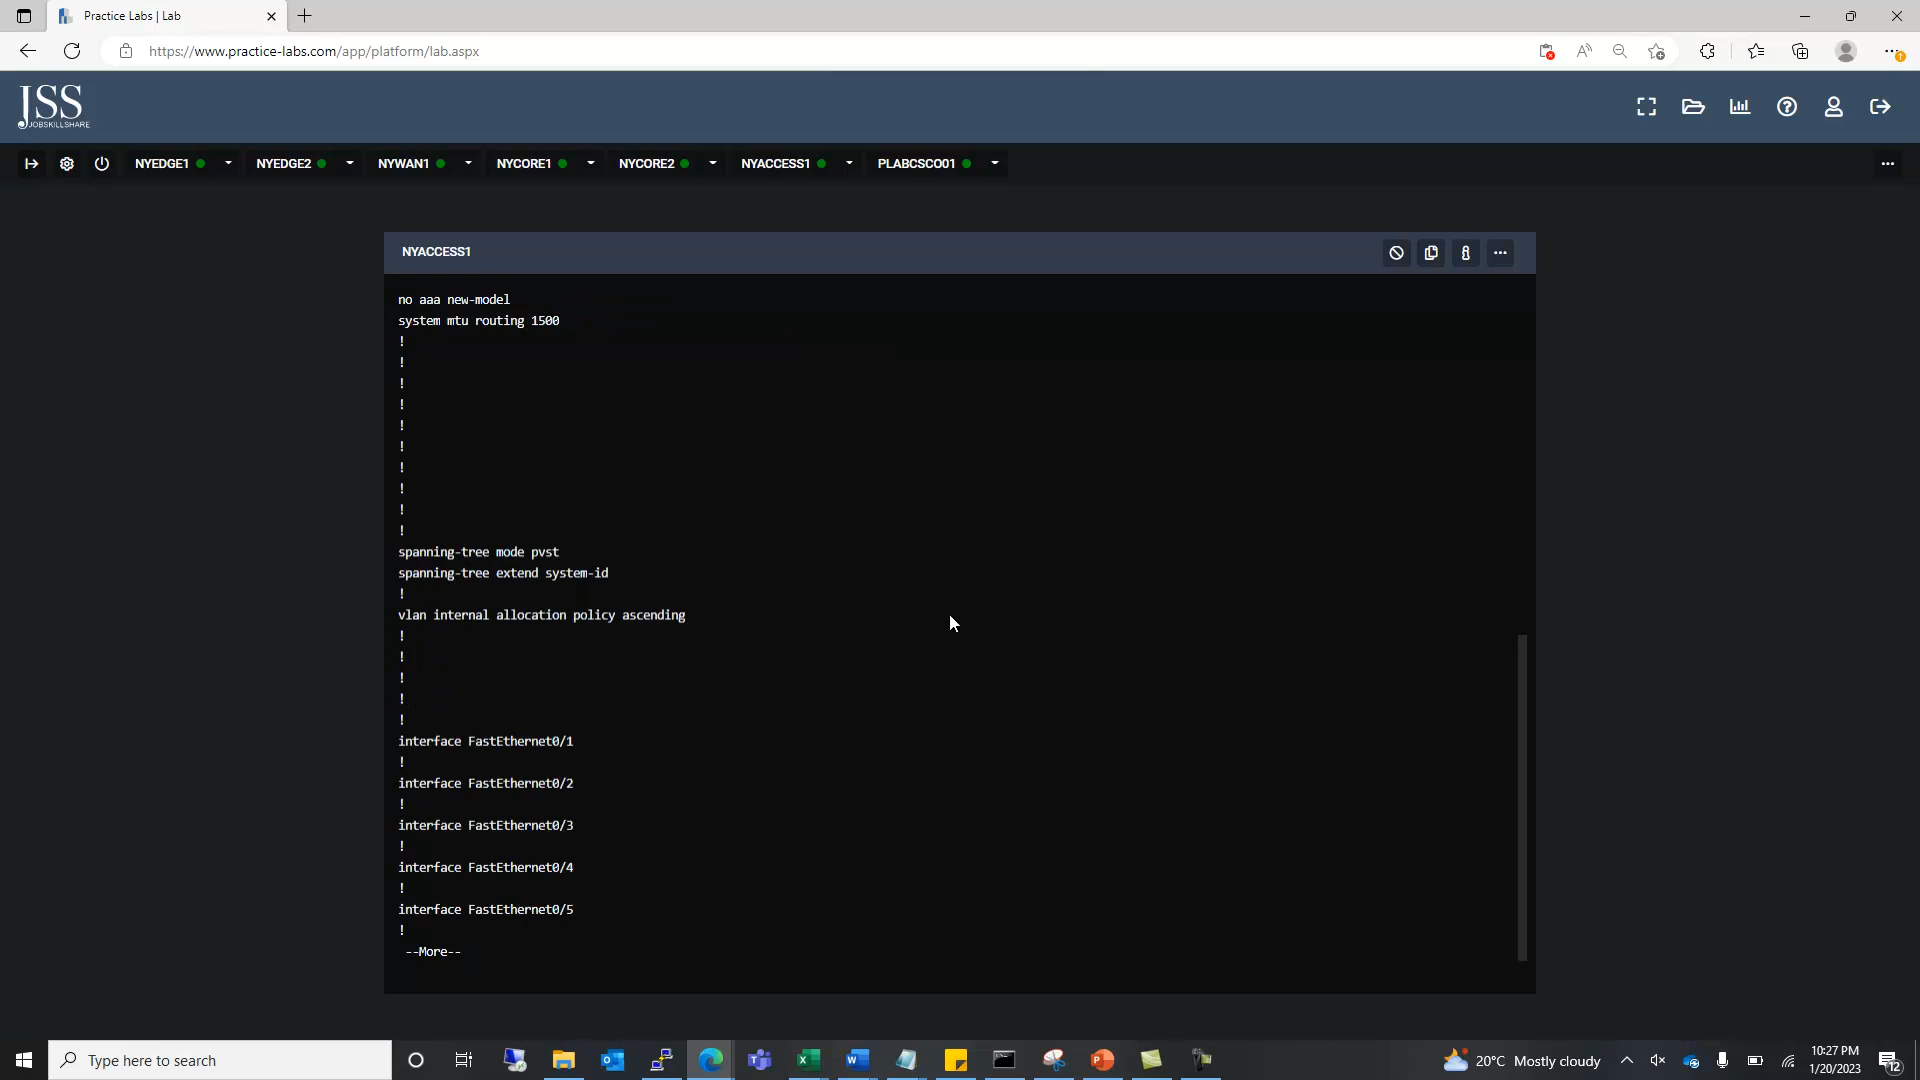 Practice Labs | Lab
https://www.practice-labs.com/app/platform/lab.aspx
JSS
JOBSKILLSHARE
NYEDGE1 NYEDGE2 NYWAN1 NYCORE1 NYCORE2 NYACCESS1 PLABCSCO01
NYACCESS1
no aaa new-model
system mtu routing 1500
!
!
!
!
!
!
!
!
!
!
spanning-tree mode pvst
spanning-tree extend system-id
!
vlan internal allocation policy ascending
!
!
!
!
!
interface FastEthernet0/1
!
interface FastEthernet0/2
!
interface FastEthernet0/3
!
interface FastEthernet0/4
!
interface FastEthernet0/5
!
--More--
Type here to search
20°C Mostly cloudy
10:27 PM
1/20/2023
12